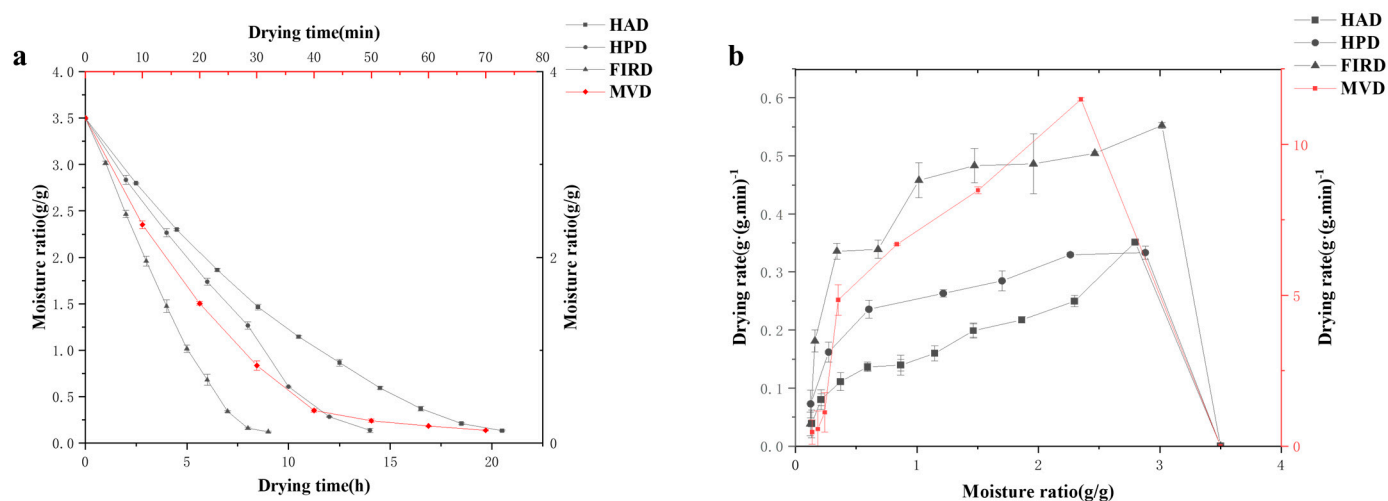 a
Drying time(min)
HAD
HPD
FIRD
MVD
0 10 20 30 40 50 60 70 80
4.0
3.5
3.0
2.5
2.0
1.5
1.0
0.5
0.0
Moisture ratio(g/g)
4
2
0
Moisture ratio(g/g)
0 5 10 15 20
Drying time(h)
b
HAD
HPD
FIRD
MVD
0.6
0.5
0.4
0.3
0.2
0.1
0.0
Drying rate(g·(g.min)⁻¹
10
5
0
Drying rate(g·(g.min)⁻¹
0 1 2 3 4
Moisture ratio(g/g)